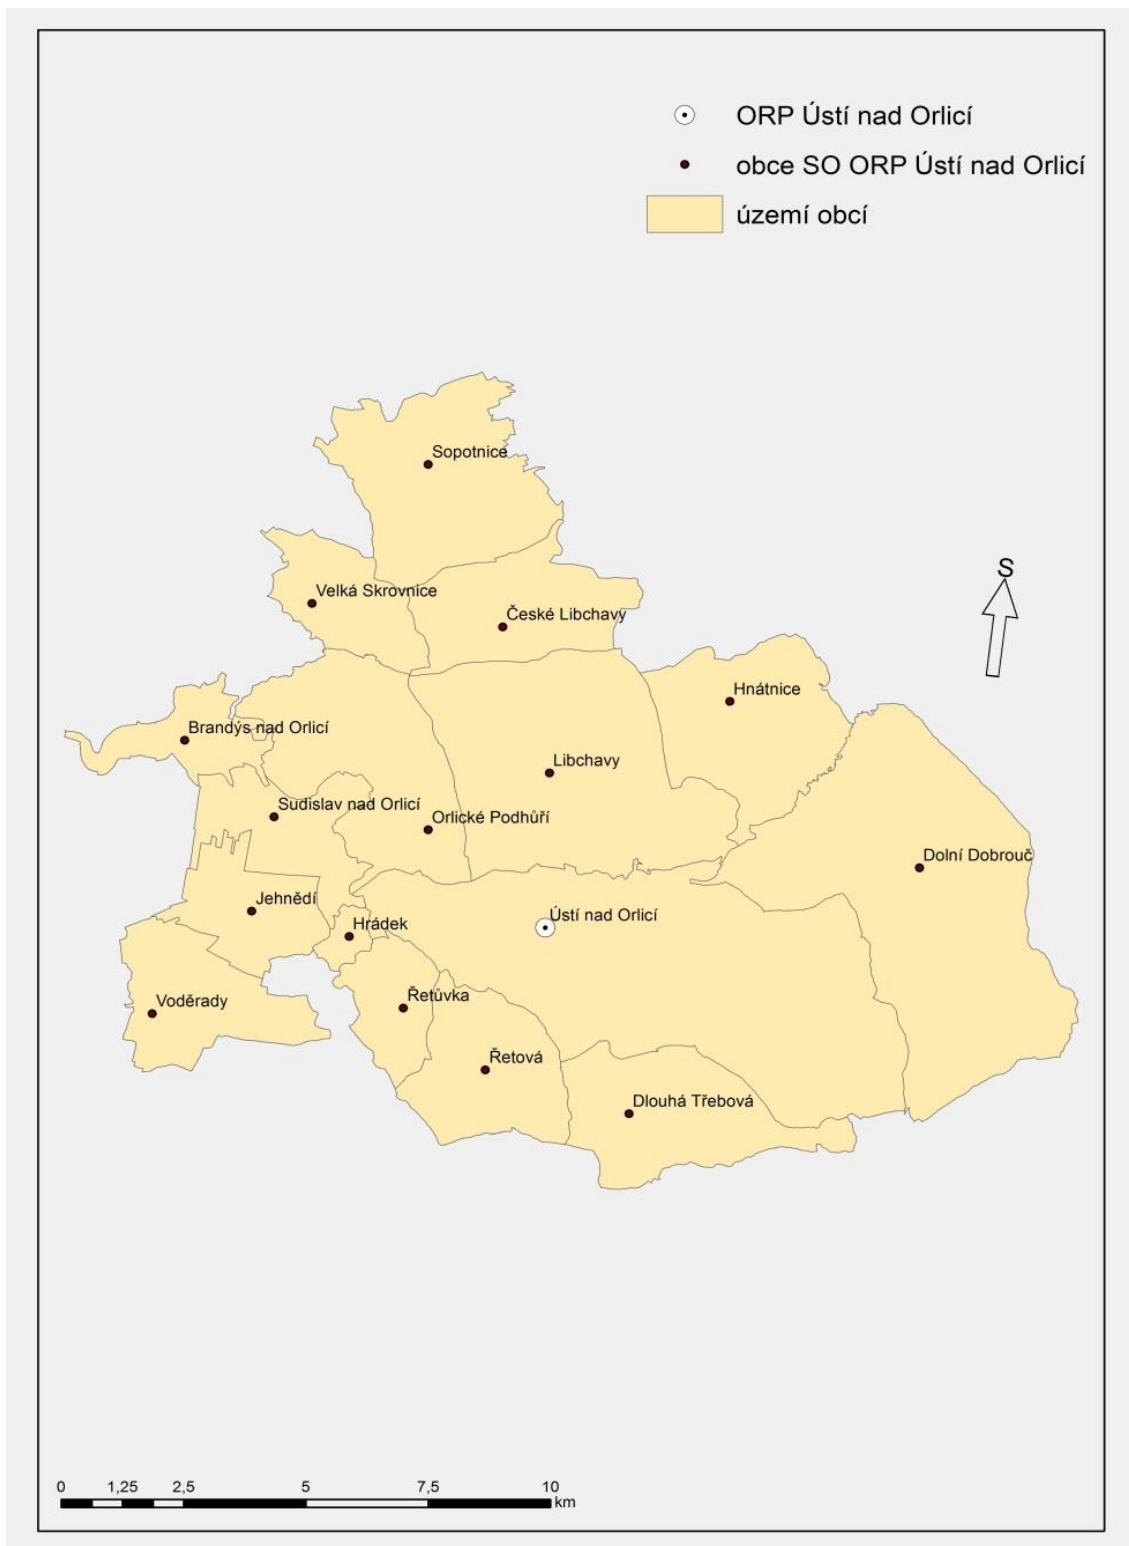 ORP Ústí nad Orlicí
obce SO ORP Ústí nad Orlicí
území obcí
Sopotnice
S
Velká Skrovnice
České Libchavy
Hnátnice
Brandýs nad Orlicí
Libchavy
Sudislav nad Orlicí
Orlické Podhůří
Dolní Dobrouč
Jehnědí
Ústí nad Orlicí
Hrádek
Řetůvka
Voděrady
Řetová
Dlouhá Třebová
0 1,25 2,5 5 7,5 10
km